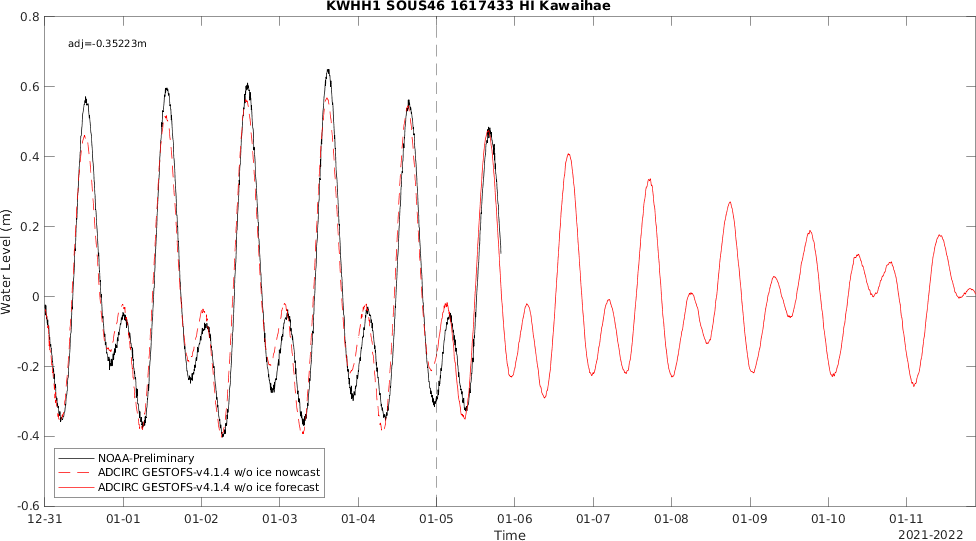 KWHH1 SOUS46 1617433 HI Kawaihae
adj=-0.35223m
Water Level (m)
0.8
0.6
0.4
0.2
0
-0.2
-0.4
-0.6
NOAA-Preliminary
ADCIRC GESTOFS-v4.1.4 w/o ice nowcast
ADCIRC GESTOFS-v4.1.4 w/o ice forecast
12-31 01-01 01-02 01-03 01-04 01-05 01-06 01-07 01-08 01-09 01-10 01-11
Time
2021-2022